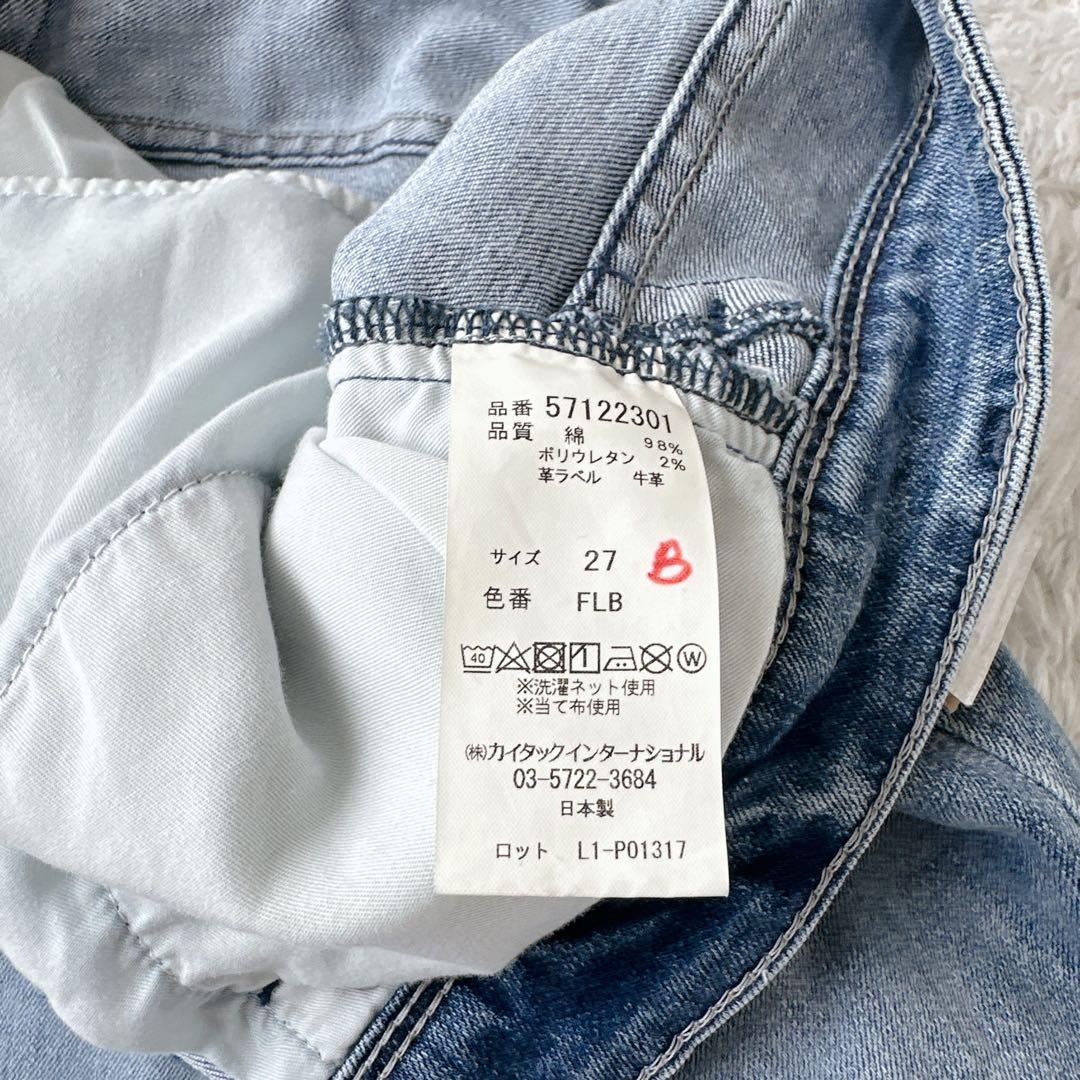 品番 57122301
品質 綿 98%
ポリウレタン 2%
革ラベル 牛革
サイズ 27 B
色番 FLB
40 1 W
※洗濯ネット使用
※当て布使用
㈱カイタックインターナショナル
03-5722-3684
日本製
ロット L1-P01317